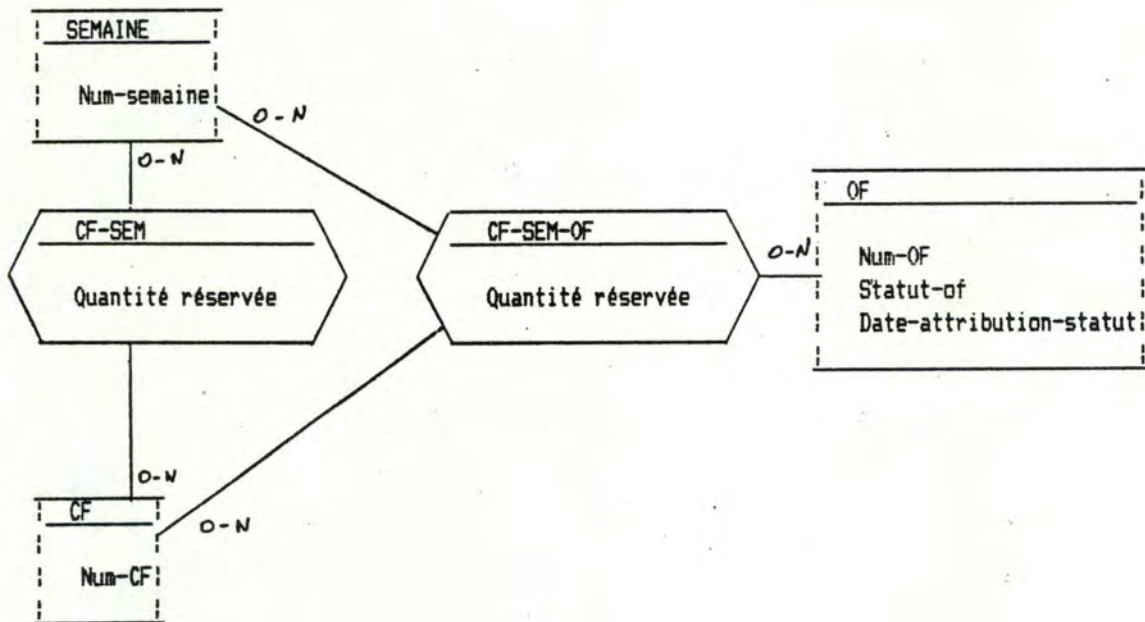 SEMAINE
Num-semaine
O-N
O-N
CF-SEM
Quantité réservée
CF-SEM-OF
Quantité réservée
O-N
OF
Num-OF
Statut-of
Date-attribution-statut
O-N
O-N
CF
Num-CF